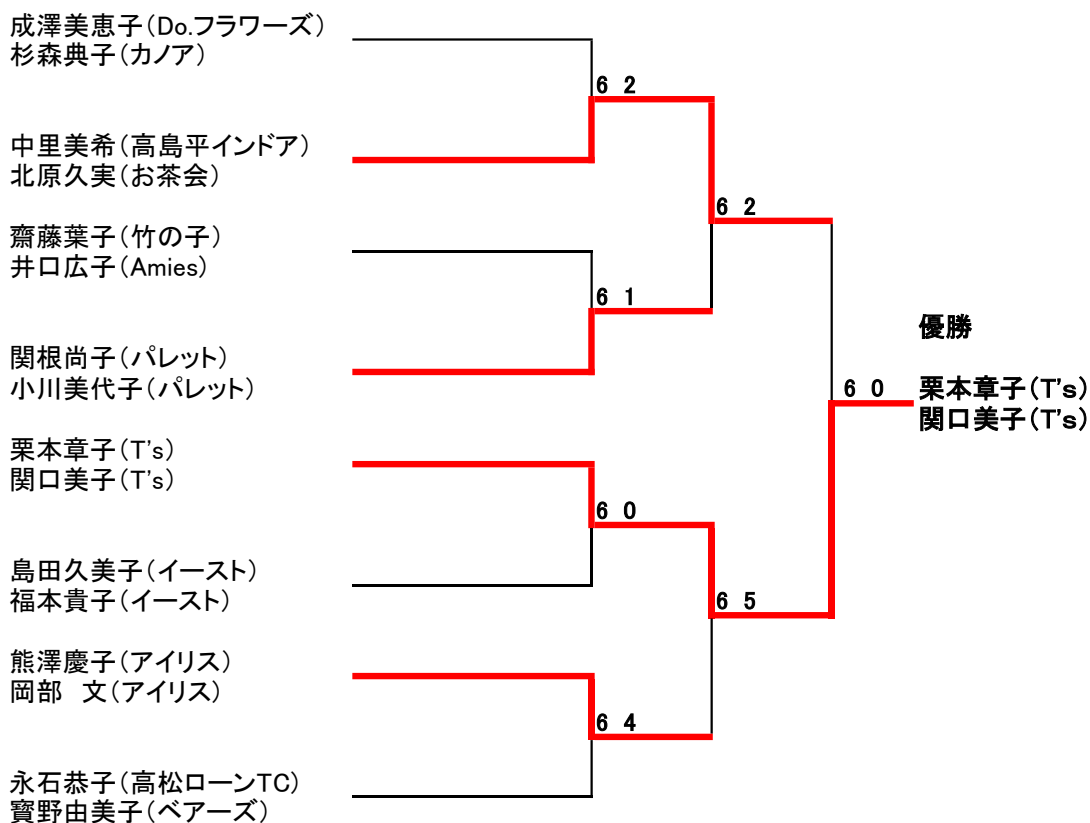 成澤美恵子(Do.フラワーズ)
杉森典子(カノア)
6 2
中里美希(高島平インドア)
北原久実(お茶会)
6 2
齋藤葉子(竹の子)
井口広子(Amies)
6 1
関根尚子(パレット)
小川美代子(パレット)
優勝
6 0
栗本章子(T's)
関口美子(T's)
栗本章子(T's)
関口美子(T's)
6 0
島田久美子(イースト)
福本貴子(イースト)
6 5
熊澤慶子(アイリス)
岡部　文(アイリス)
6 4
永石恭子(高松ローンTC)
寳野由美子(ベアーズ)